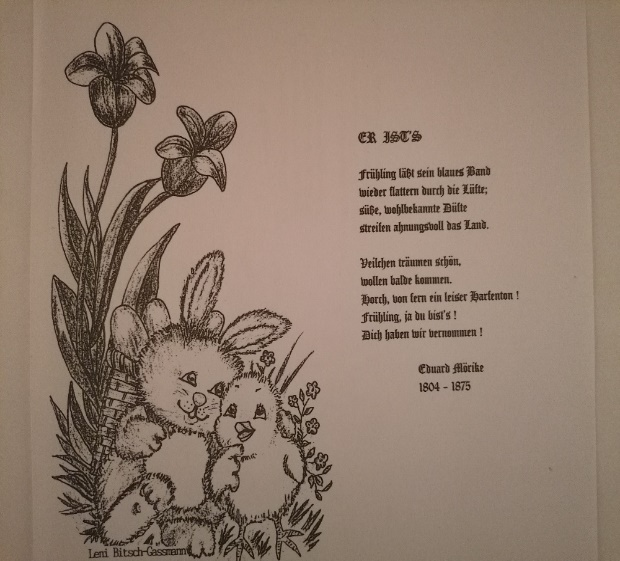 ER IST'S
Frühling läßt sein blaues Band
wieder flattern durch die Lüfte;
süße, wohlbekannte Düfte
streifen ahnungsvoll das Land.
Veilchen träumen schön,
wollen balde kommen.
Horch, von fern ein leiser Harfenton !
Frühling, ja du bist's !
Dich haben wir vernommen !
Eduard Mörike
1804 - 1875
Leni Bitsch-Gassmann